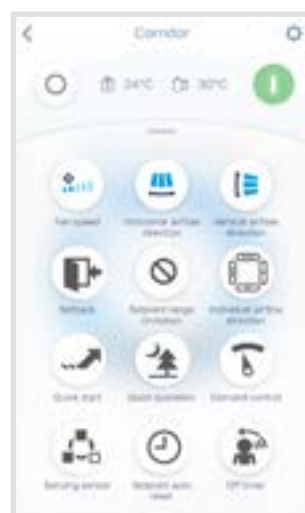 Corridor
24°C 30°C
Fan speed
Horizontal airflow
direction
Vertical airflow
direction
Setback
Setpoint range
limitation
Individual airflow
direction
Quick start
Quiet operation
Demand control
Sensing sensor
Setpoint auto
reset
Off timer